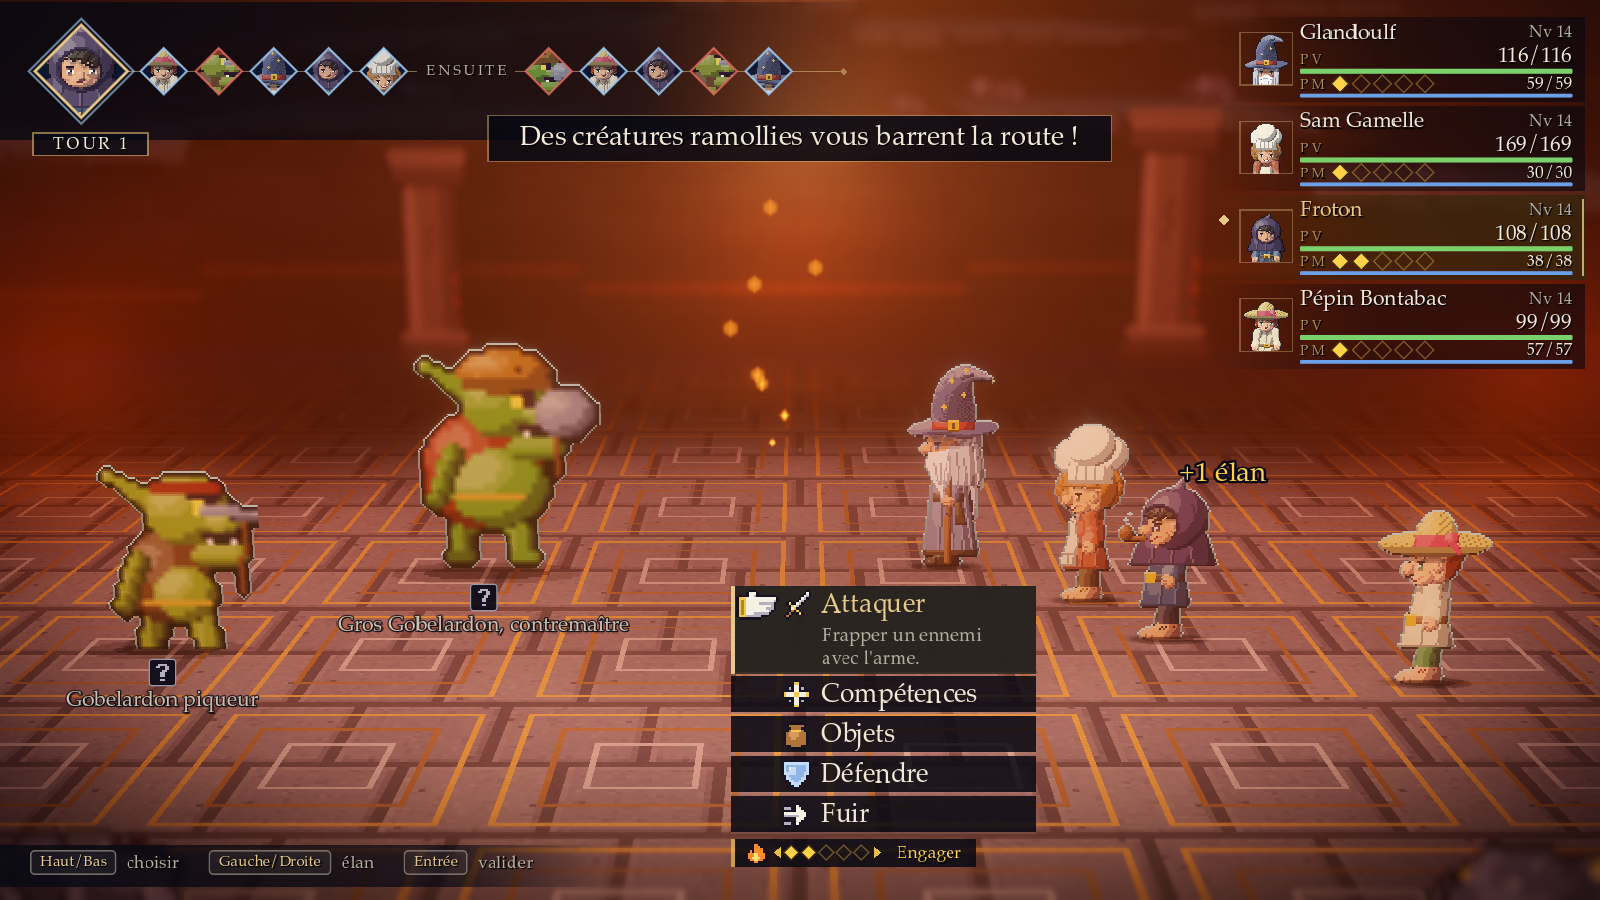 ENSUITE
TOUR 1
Des créatures ramollies vous barrent la route !
Glandoulf Nv 14
PV 116/116
PM 59/59
Sam Gamelle Nv 14
PV 169/169
PM 30/30
Froton Nv 14
PV 108/108
PM 38/38
Pépin Bontabac Nv 14
PV 99/99
PM 57/57
+1 élan
?
Gros Gobelardon, contremaître
?
Gobelardon piqueur
Attaquer
Frapper un ennemi
avec l'arme.
Compétences
Objets
Défendre
Fuir
Engager
Haut/Bas choisir Gauche/Droite élan Entrée valider